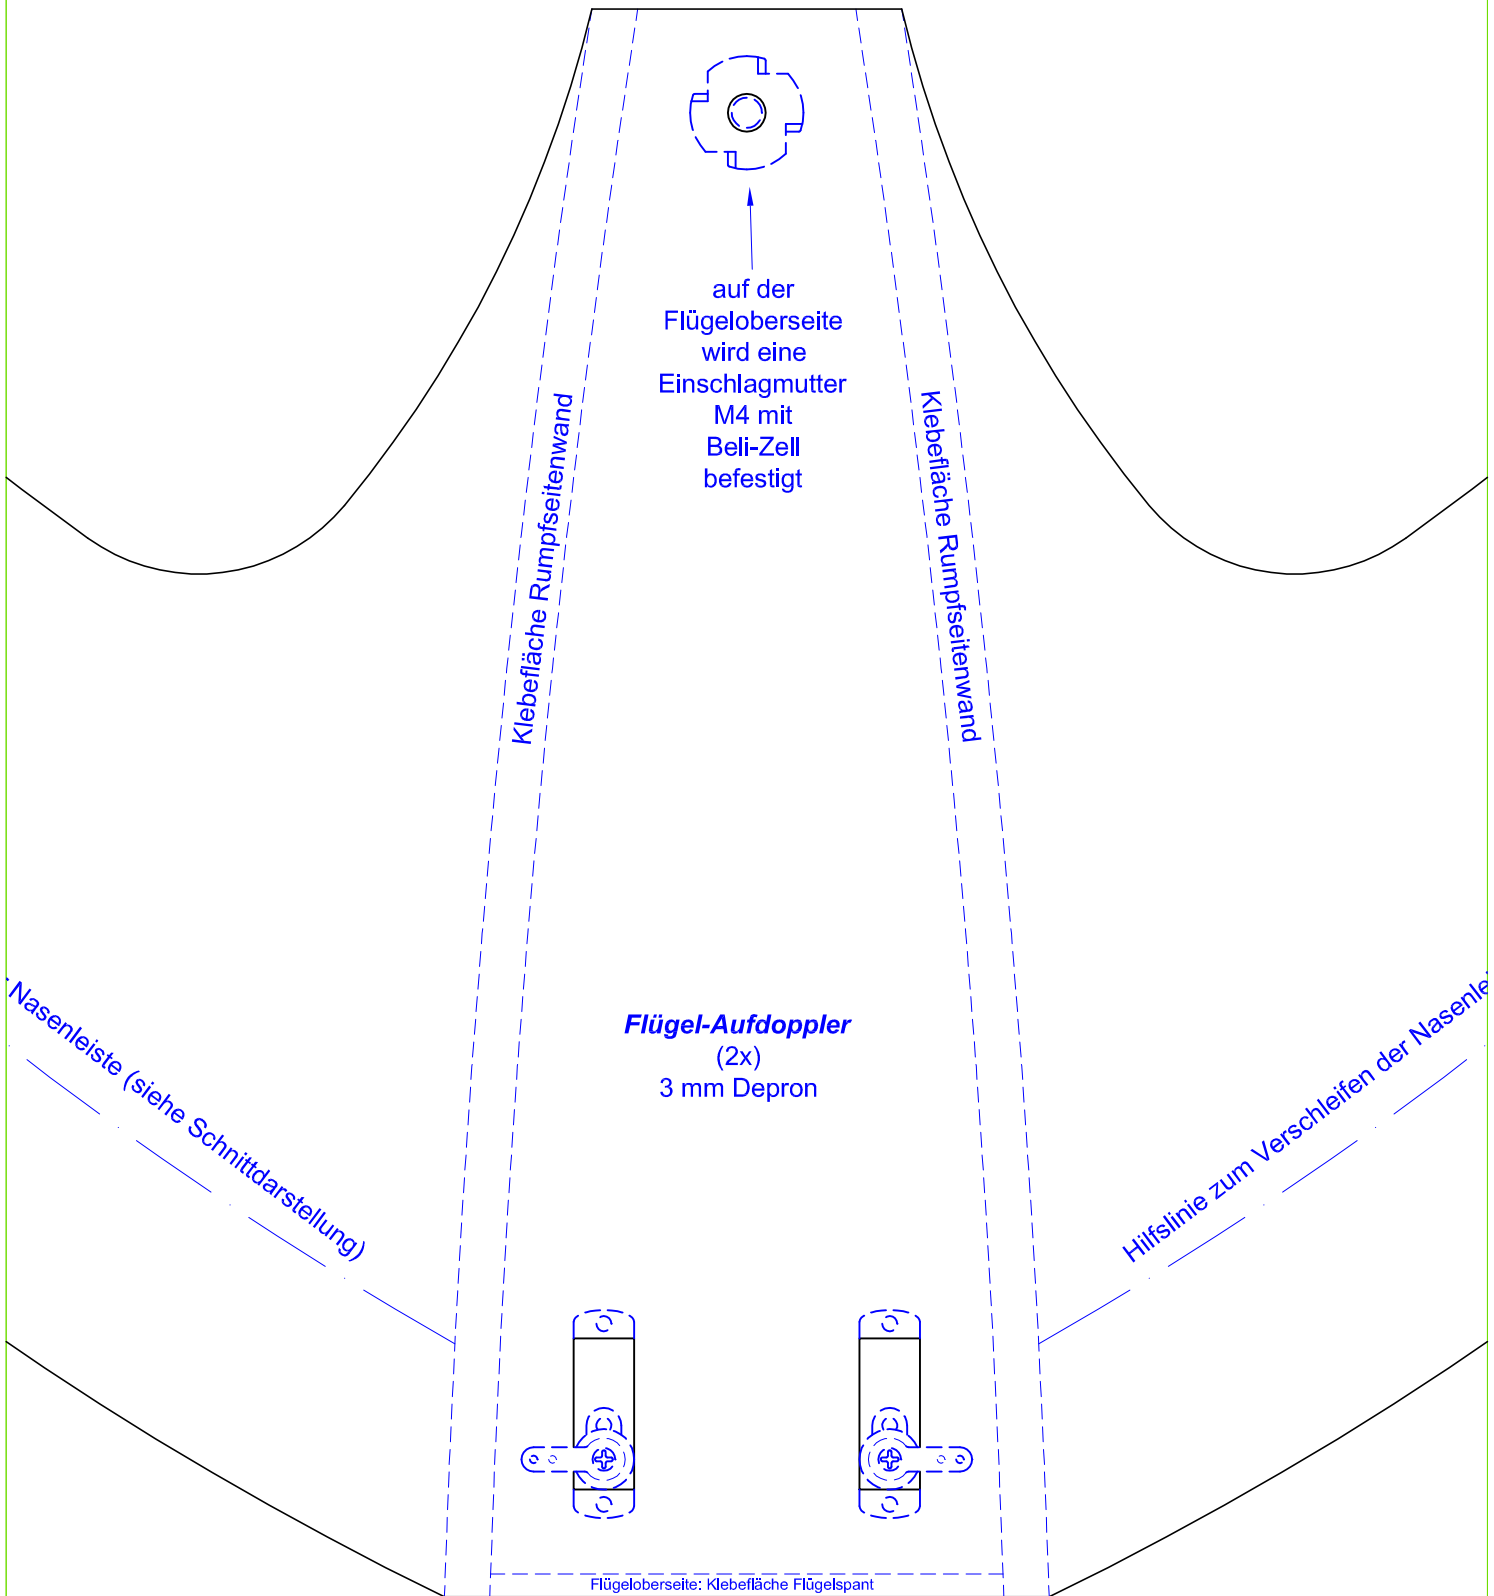 auf der
Flügeloberseite
wird eine
Einschlagmutter
M4 mit
Beli-Zell
befestigt
Klebefläche Rumpfseitenwand
Klebefläche Rumpfseitenwand
Flügel-Aufdoppler
(2x)
3 mm Depron
Nasenleiste (siehe Schnittdarstellung)
Hilfslinie zum Verschleifen der Nasenle
Flügeloberseite: Klebefläche Flügelspant